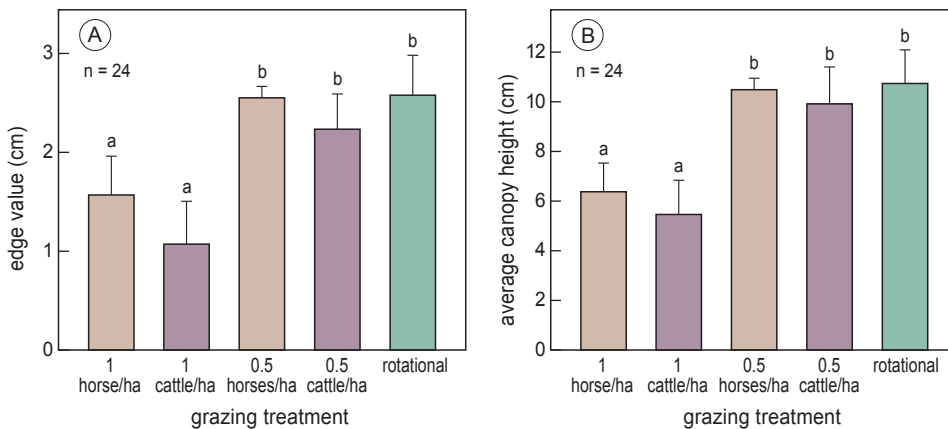 A
n = 24
edge value (cm)
3
2
1
0
a
a
b
b
b
1 horse/ha
1 cattle/ha
0.5 horses/ha
0.5 cattle/ha
rotational
grazing treatment
B
n = 24
average canopy height (cm)
12
10
8
6
4
2
0
a
a
b
b
b
1 horse/ha
1 cattle/ha
0.5 horses/ha
0.5 cattle/ha
rotational
grazing treatment